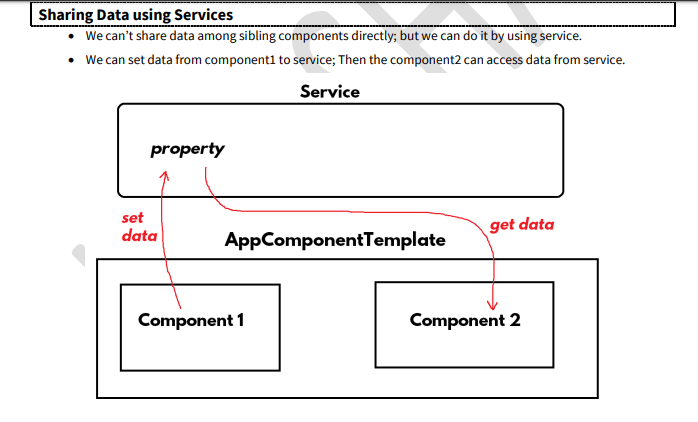 Sharing Data using Services
• We can’t share data among sibling components directly; but we can do it by using service.
• We can set data from component1 to service; Then the component2 can access data from service.
Service
property
set
data
get data
AppComponentTemplate
Component 1
Component 2